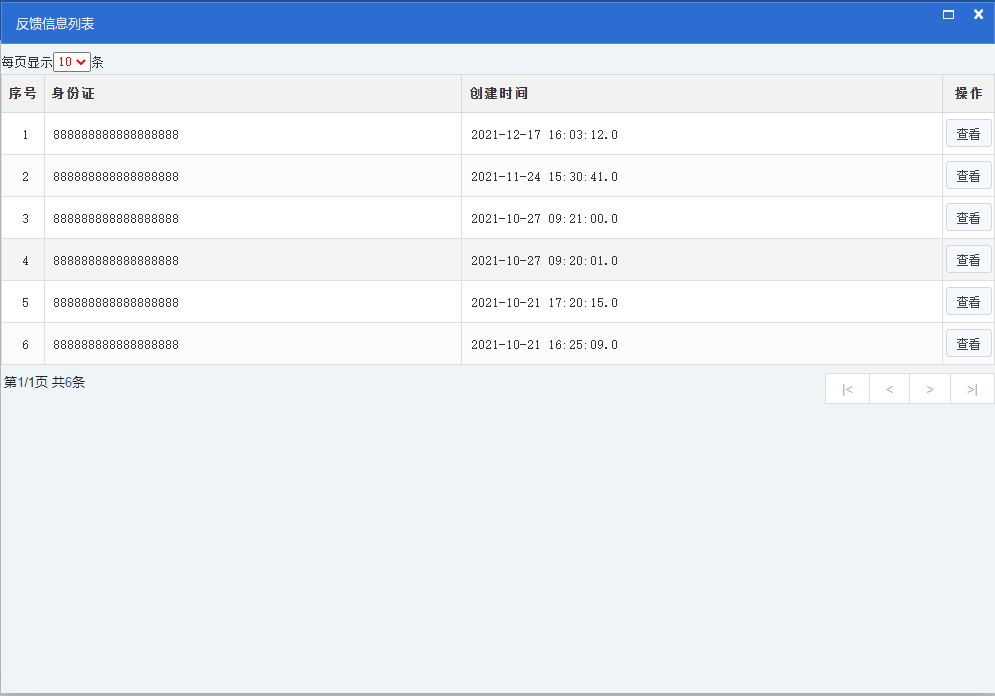 反馈信息列表
每页显示10条
序号 身份证 创建时间 操作
1 888888888888888888 2021-12-17 16:03:12.0 查看
2 888888888888888888 2021-11-24 15:30:41.0 查看
3 888888888888888888 2021-10-27 09:21:00.0 查看
4 888888888888888888 2021-10-27 09:20:01.0 查看
5 888888888888888888 2021-10-21 17:20:15.0 查看
6 888888888888888888 2021-10-21 16:25:09.0 查看
第1/1页 共6条 |< < > >|